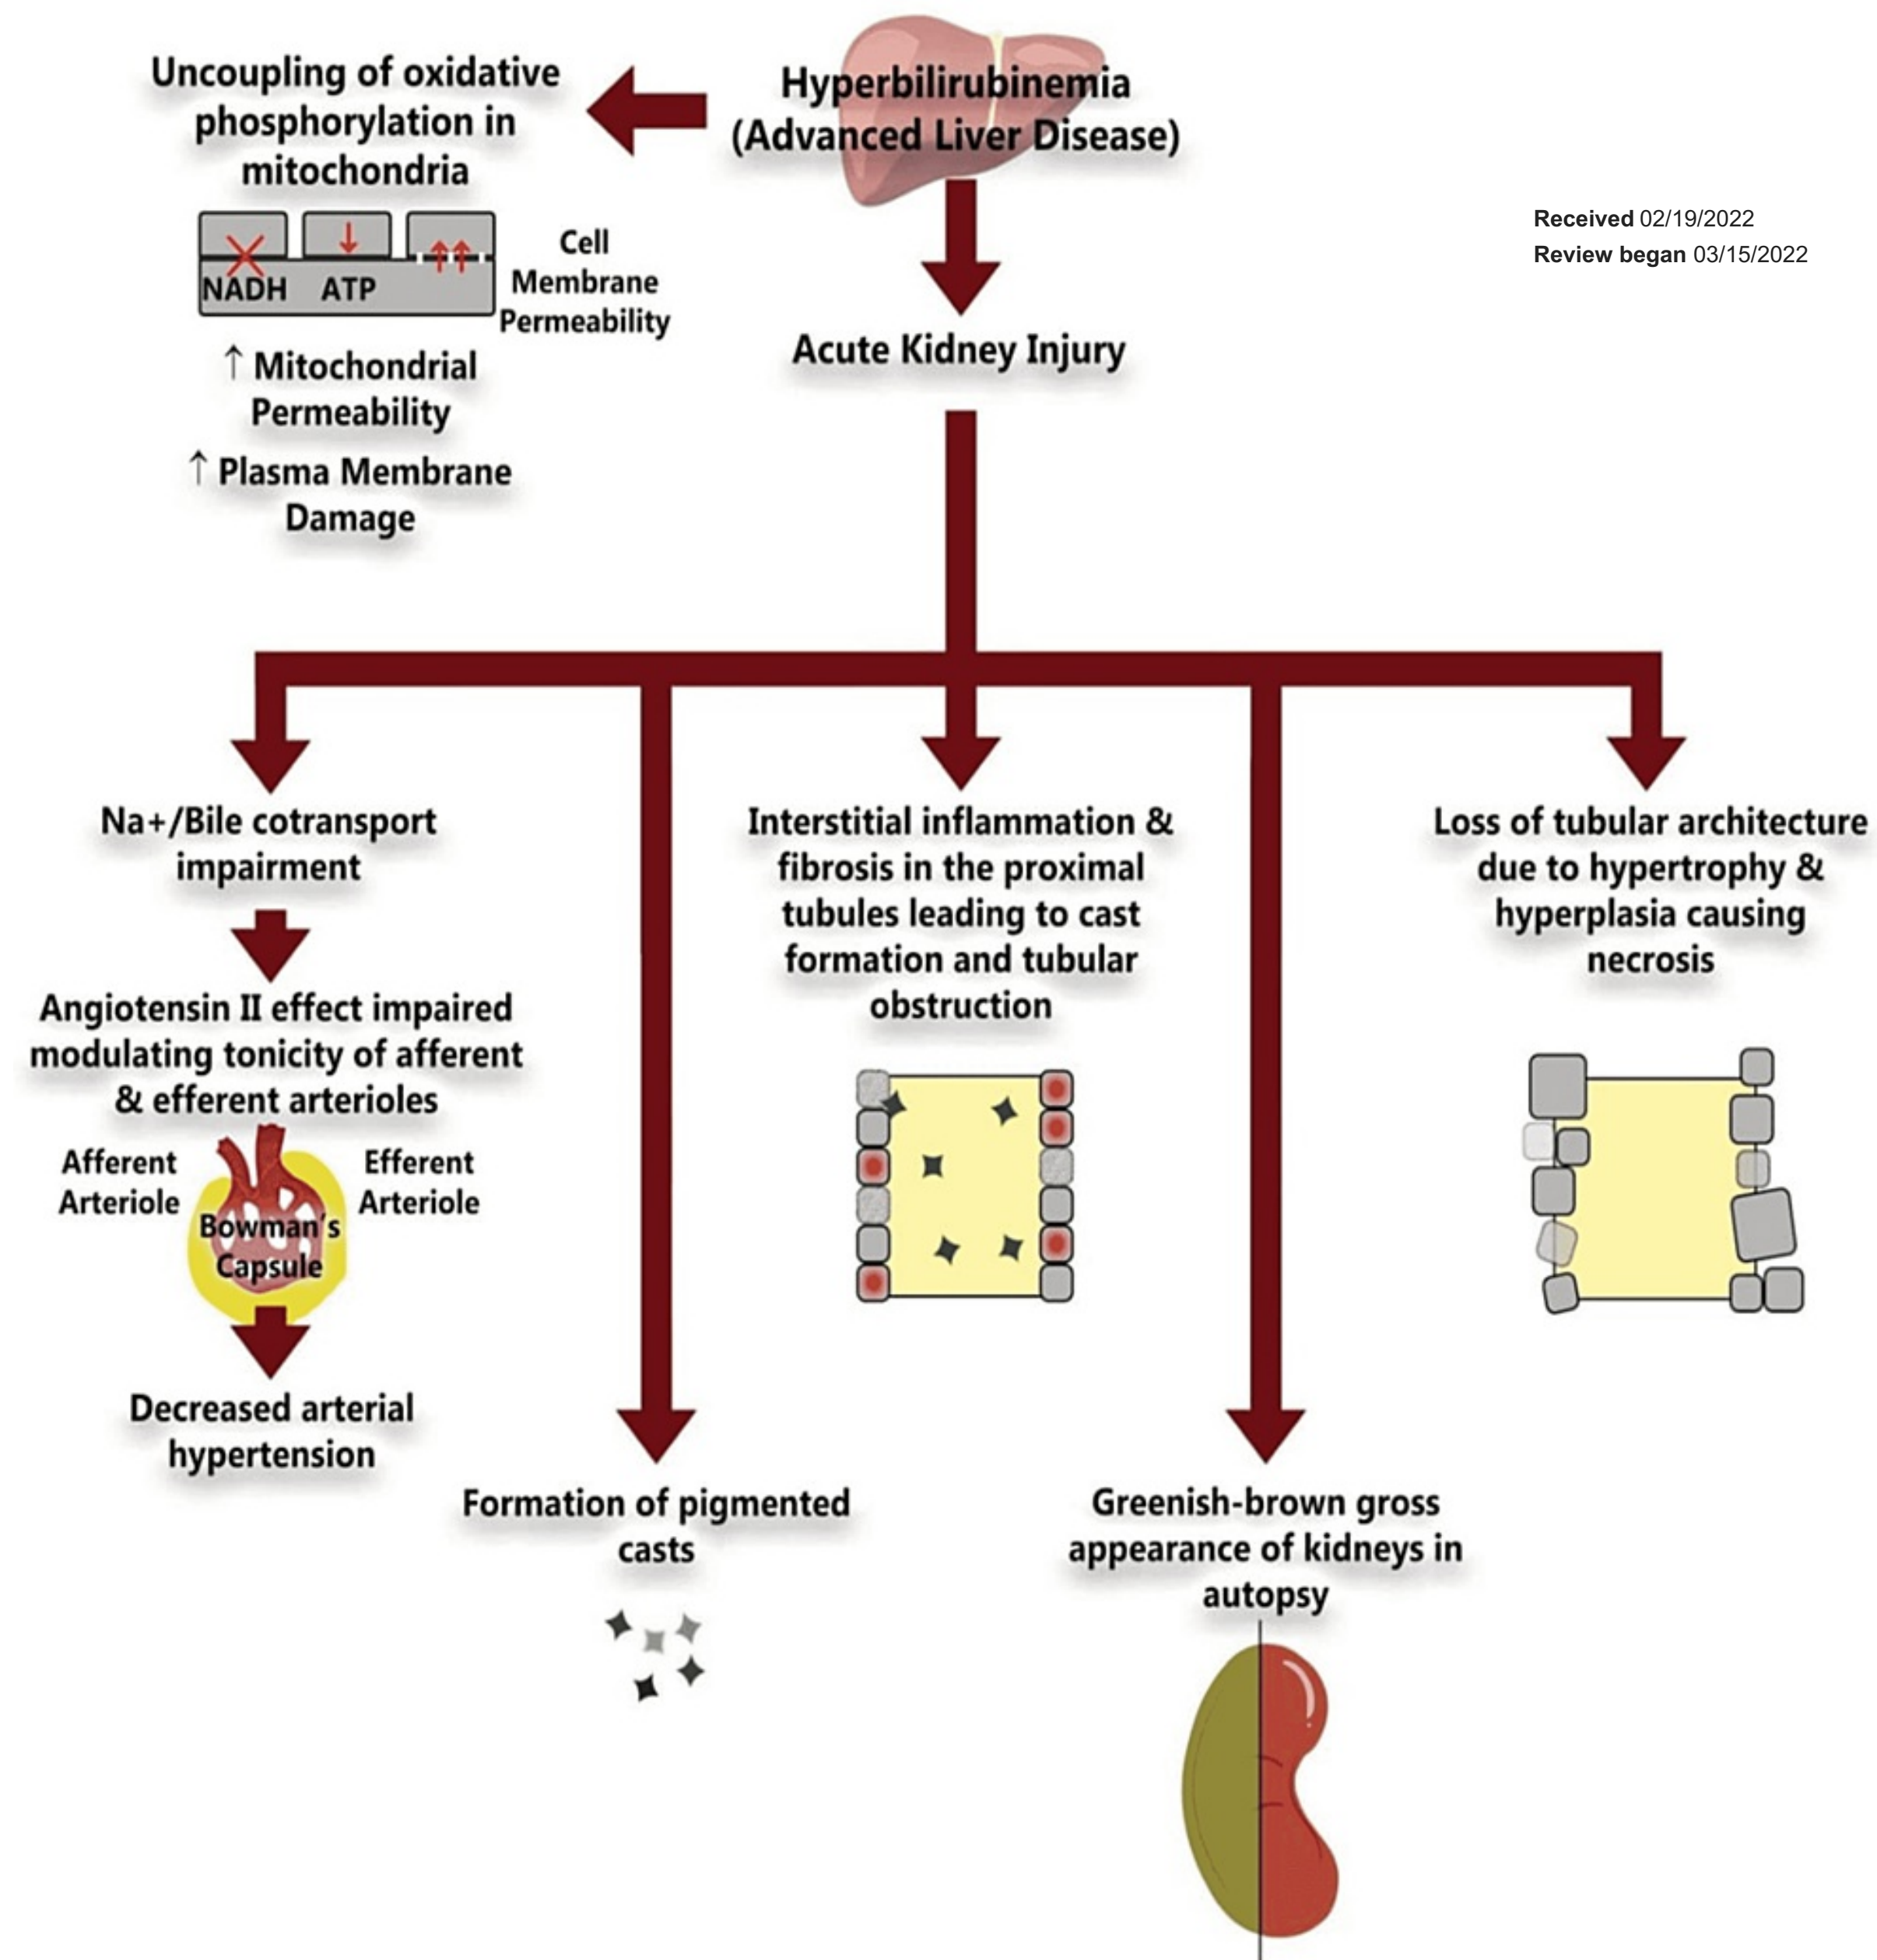 Uncoupling of oxidative
phosphorylation in
mitochondria
Hyperbilirubinemia
(Advanced Liver Disease)
Received 02/19/2022
Review began 03/15/2022
NADH ATP
Cell
Membrane
Permeability
↑ Mitochondrial
Permeability
↑ Plasma Membrane
Damage
Acute Kidney Injury
Na+/Bile cotransport
impairment
Angiotensin II effect impaired
modulating tonicity of afferent
& efferent arterioles
Afferent
Arteriole
Efferent
Arteriole
Bowman's
Capsule
Decreased arterial
hypertension
Formation of pigmented
casts
Interstitial inflammation &
fibrosis in the proximal
tubules leading to cast
formation and tubular
obstruction
Greenish-brown gross
appearance of kidneys in
autopsy
Loss of tubular architecture
due to hypertrophy &
hyperplasia causing
necrosis